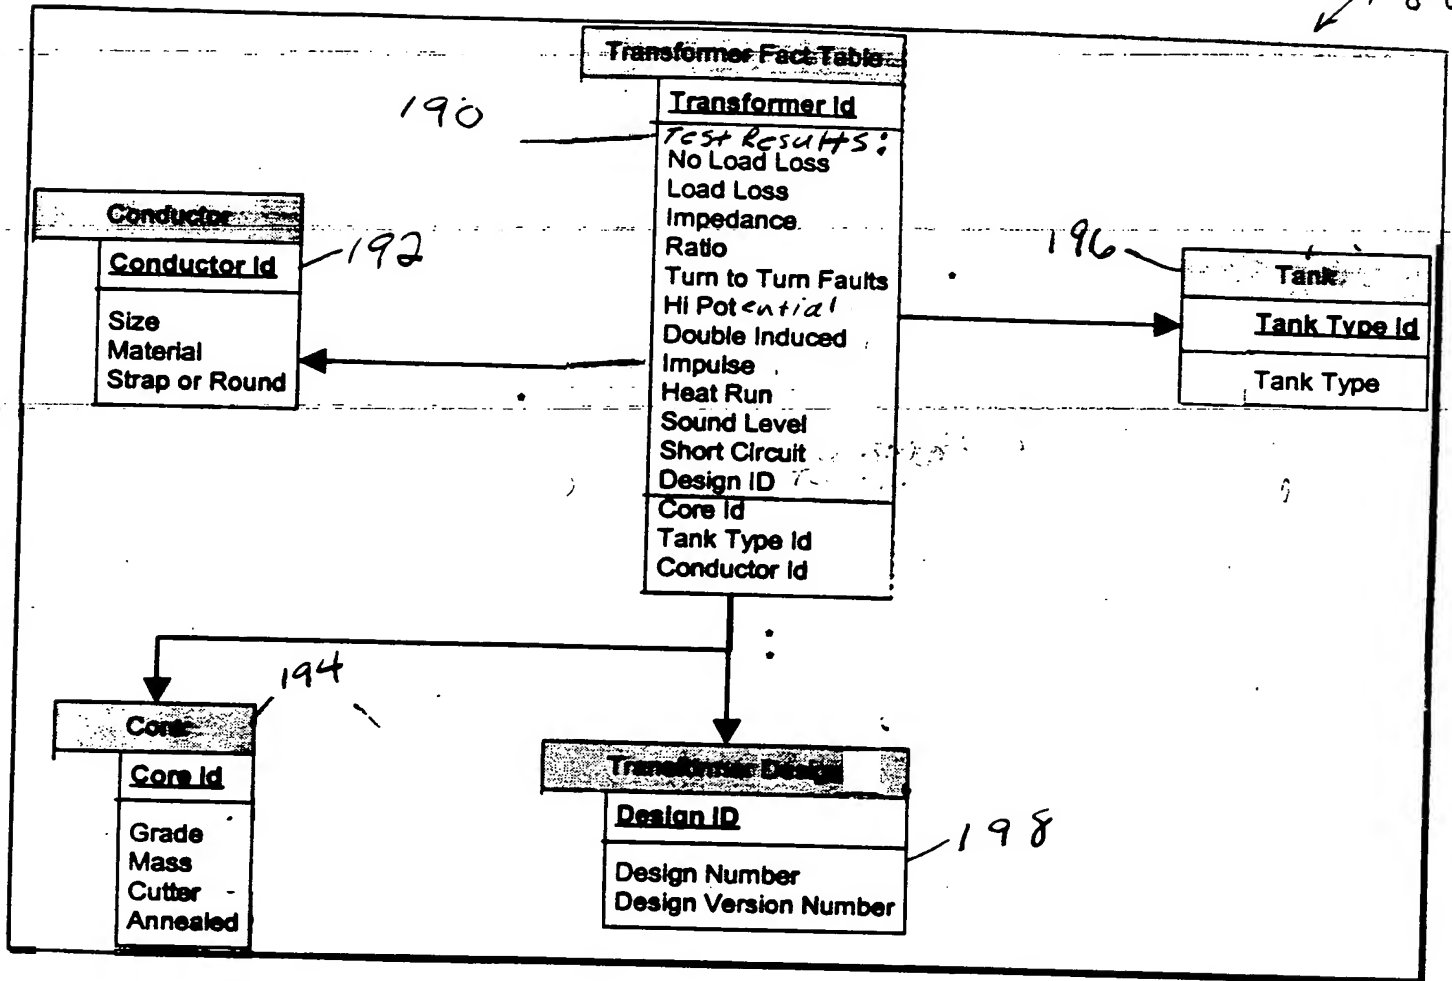 Transformer Fact Table
Transformer Id
Test Results:
No Load Loss
Load Loss
Impedance
Ratio
Turn to Turn Faults
Hi Potential
Double Induced
Impulse
Heat Run
Sound Level
Short Circuit
Design ID
Core Id
Tank Type Id
Conductor Id
190
Conductor
Conductor Id
192
Size
Material
Strap or Round
196
Tank
Tank Type Id
Tank Type
194
Core Id
Grade
Mass
Cutter
Annealed
Transformer Design
Design ID
198
Design Number
Design Version Number